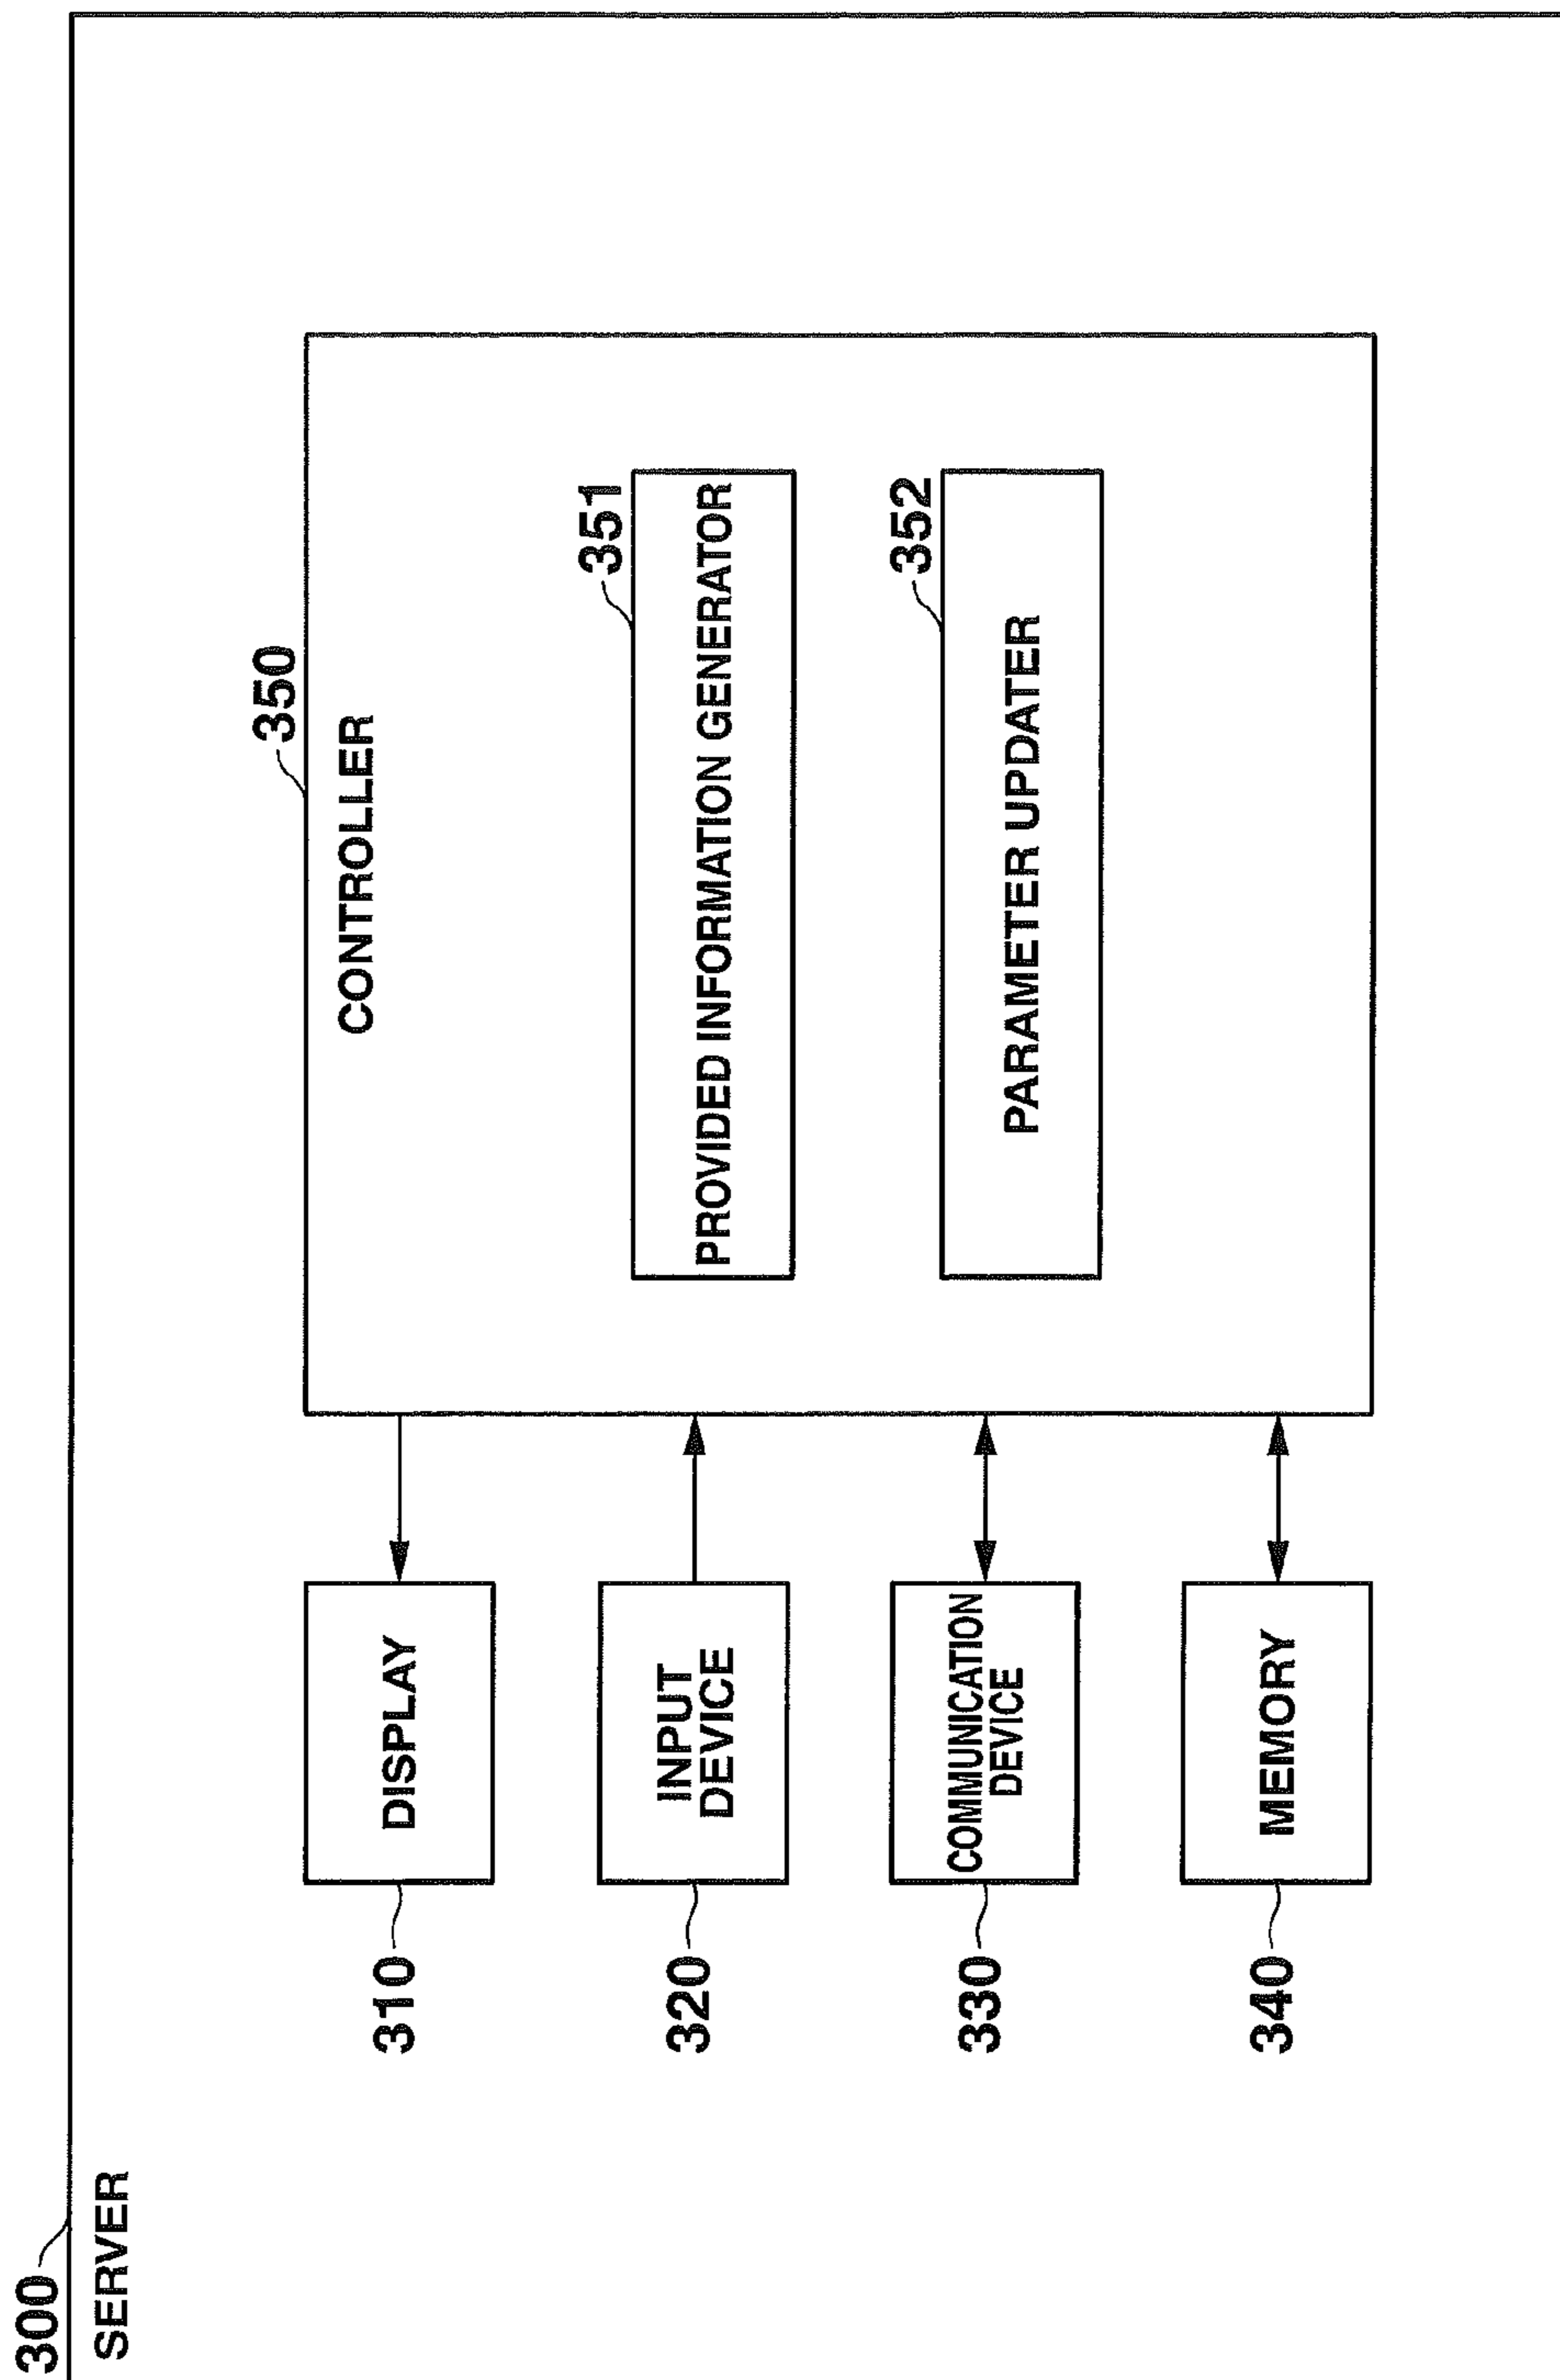 300
SERVER
310
DISPLAY
320
INPUT
DEVICE
330
COMMUNICATION
DEVICE
340
MEMORY
350
CONTROLLER
351
PROVIDED INFORMATION GENERATOR
352
PARAMETER UPDATER